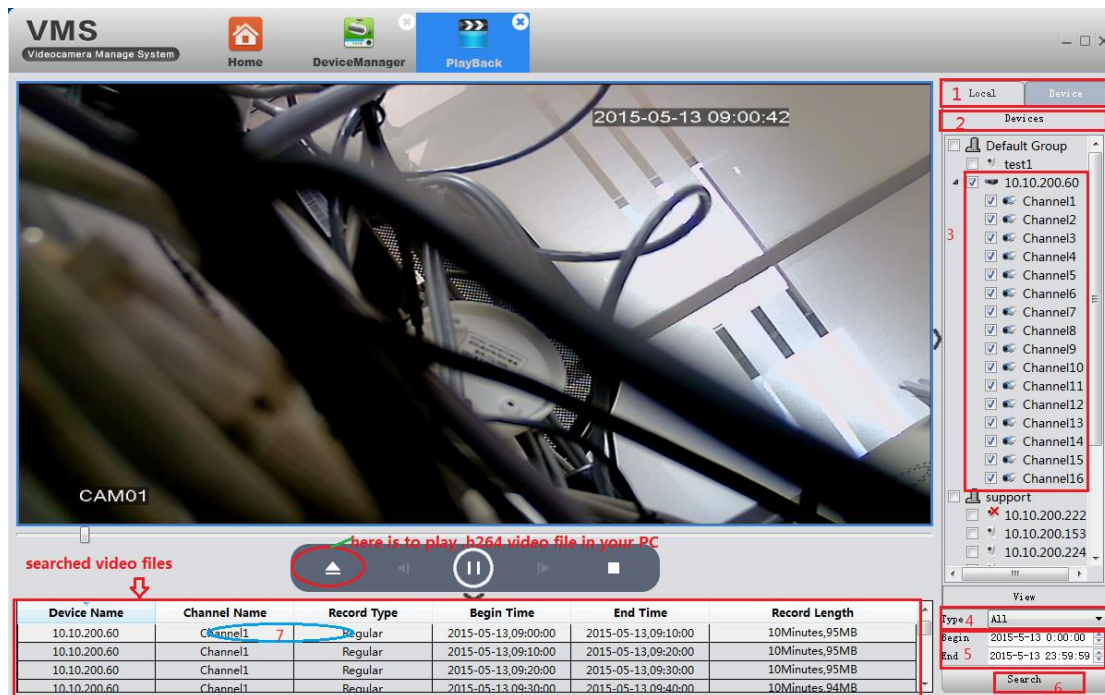 VMS
Videocamera Manage System
Home
DeviceManager
PlayBack
2015-05-13 09:00:42
CAM01
here is to play .h264 video file in your PC
searched video files
Device Name Channel Name Record Type Begin Time End Time Record Length
10.10.200.60 Channel1 7 Regular 2015-05-13,09:00:00 2015-05-13,09:10:00 10Minutes,95MB
10.10.200.60 Channel1 Regular 2015-05-13,09:10:00 2015-05-13,09:20:00 10Minutes,95MB
10.10.200.60 Channel1 Regular 2015-05-13,09:20:00 2015-05-13,09:30:00 10Minutes,95MB
10.10.200.60 Channel1 Regular 2015-05-13,09:30:00 2015-05-13,09:40:00 10Minutes,94MB
1 Local Device
2 Devices
Default Group
test1
10.10.200.60
Channel1
Channel2
3 Channel3
Channel4
Channel5
Channel6
Channel7
Channel8
Channel9
Channel10
Channel11
Channel12
Channel13
Channel14
Channel15
Channel16
support
10.10.200.222
10.10.200.153
10.10.200.224
View
Type 4 All
Begin 2015-5-13 0:00:00
End 5 2015-5-13 23:59:59
Search 6